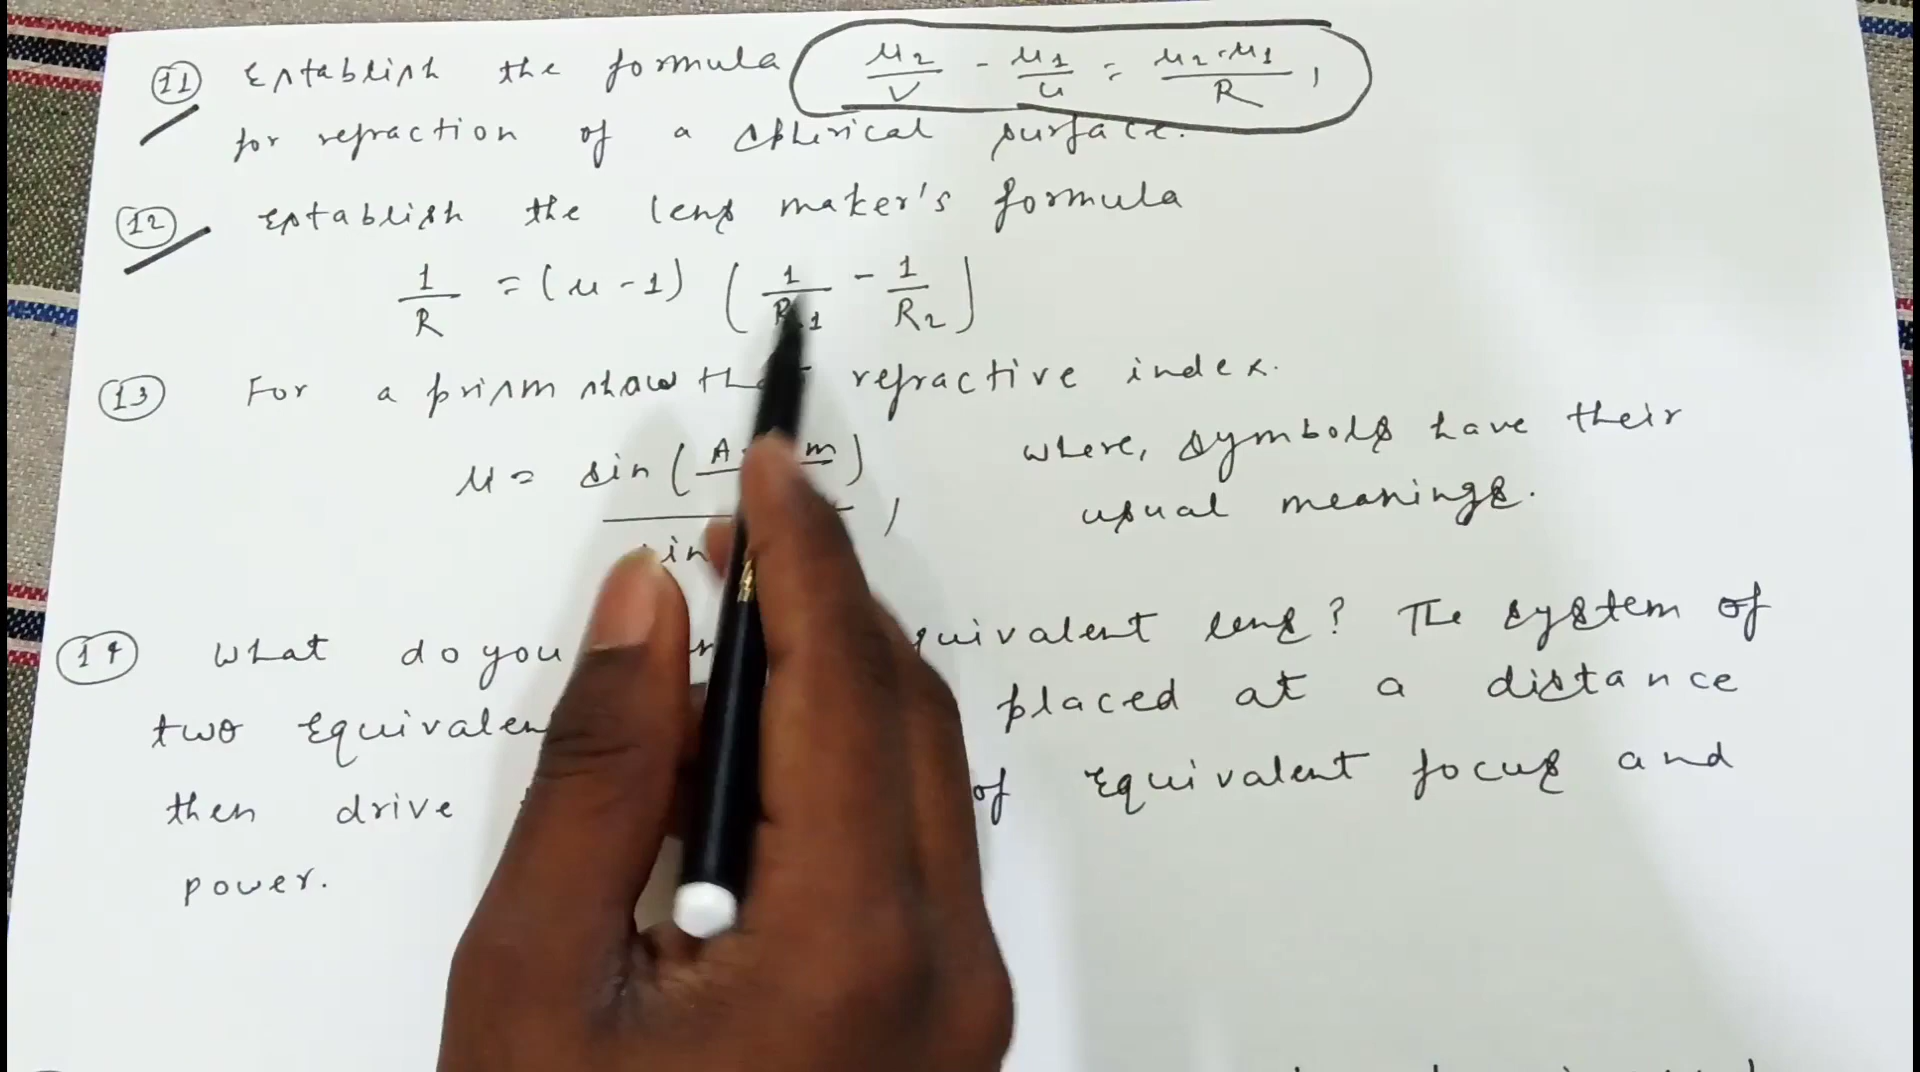 11 Establish the formula μ2/v - μ1/u = μ2-μ1/R,
for refraction of a spherical surface.
12 Establish the lens maker's formula
1/R = (μ-1) (1/R1 - 1/R2)
13 For a prism show that refractive index.
μ = sin(A m) , where, symbols have their
sin usual meanings.
14 What do you equivalent lens? The system of
two equivalent placed at a distance
then drive of equivalent focus and
power.